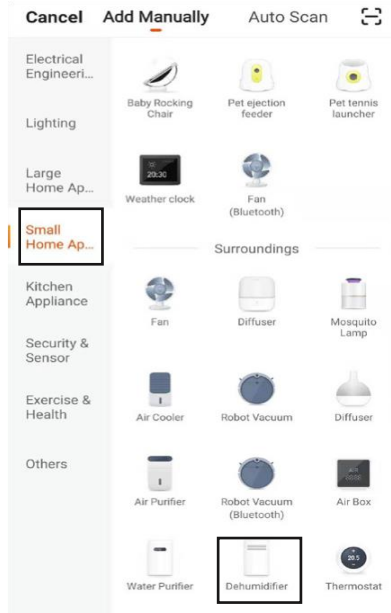 Cancel Add Manually Auto Scan
Electrical
Engineeri...
Lighting
Large
Home Ap...
Small
Home Ap...
Kitchen
Appliance
Security &
Sensor
Exercise &
Health
Others
Baby Rocking
Chair
Pet ejection
feeder
Pet tennis
launcher
20:30
Weather clock
Fan
(Bluetooth)
Surroundings
Fan
Diffuser
Mosquito
Lamp
Air Cooler
Robot Vacuum
Diffuser
Air Purifier
Robot Vacuum
(Bluetooth)
Air Box
Water Purifier
Dehumidifier
20.5
Thermostat